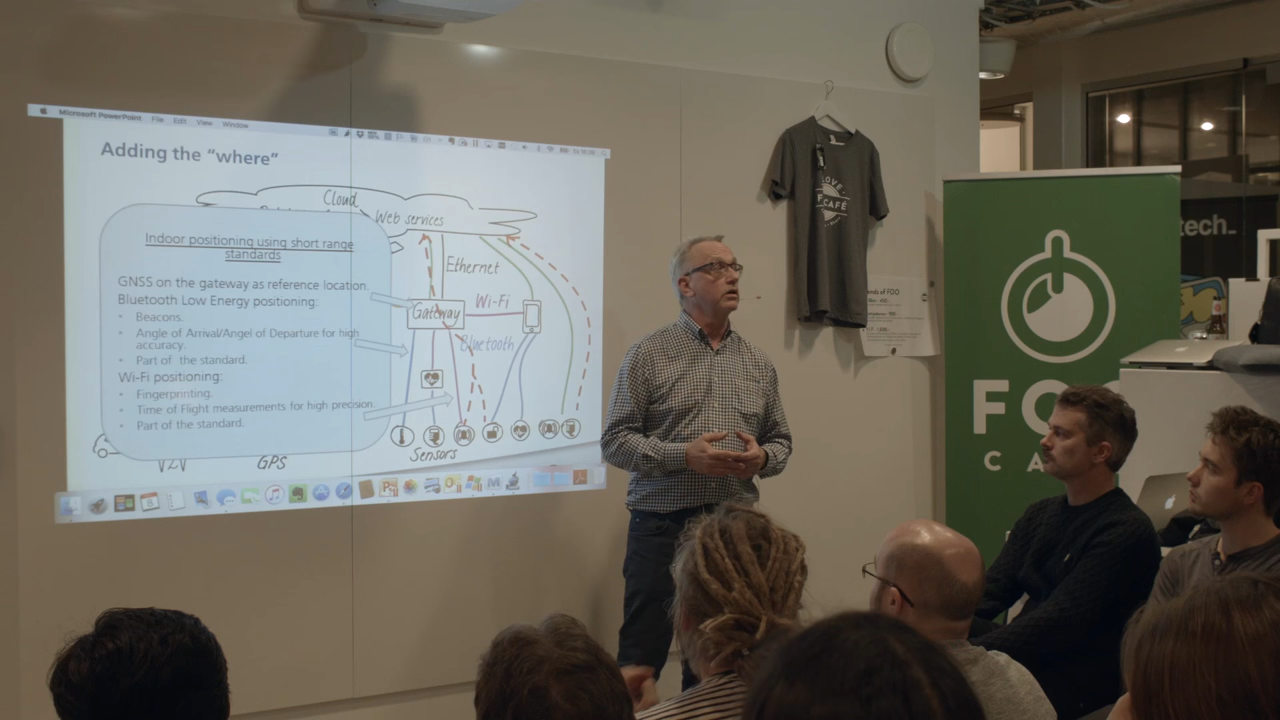 Microsoft PowerPoint File Edit View Window
Adding the "where"
Cloud
Web services
Indoor positioning using short range
standards
GNSS on the gateway as reference location.
Bluetooth Low Energy positioning:
• Beacons.
• Angle of Arrival/Angel of Departure for high
accuracy.
• Part of the standard.
Wi-Fi positioning:
• Fingerprinting.
• Time of Flight measurements for high precision.
• Part of the standard.
Ethernet
Wi-Fi
Gateway
Bluetooth
Sensors
V2V
GPS
LOVE
CAFÉ
FOO
tech_